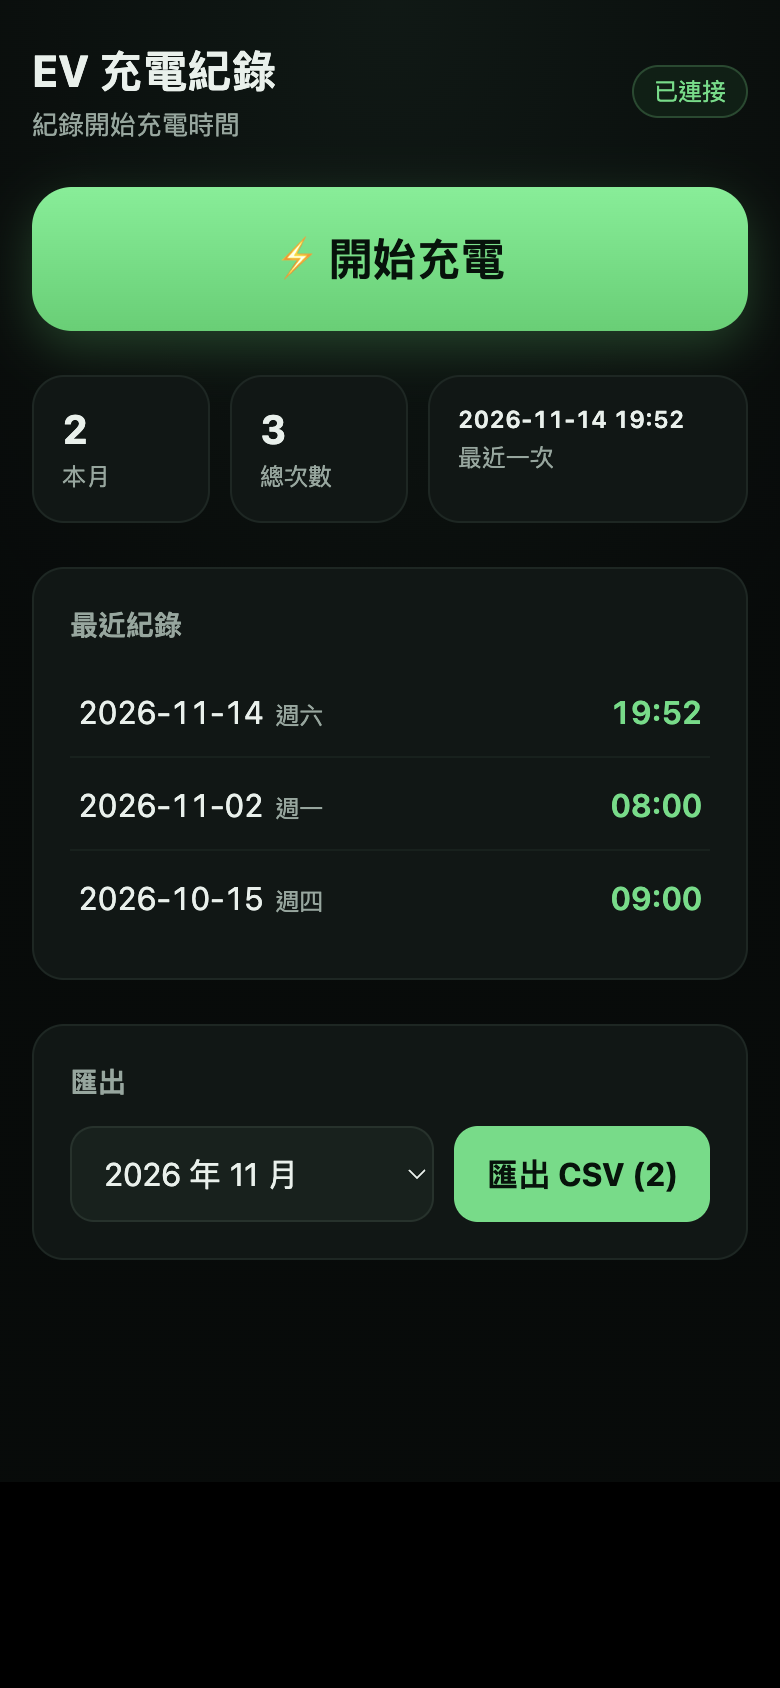 EV 充電紀錄
紀錄開始充電時間
已連接
⚡ 開始充電
2
本月
3
總次數
2026-11-14 19:52
最近一次
最近紀錄
2026-11-14 週六 19:52
2026-11-02 週一 08:00
2026-10-15 週四 09:00
匯出
2026 年 11 月
匯出 CSV (2)